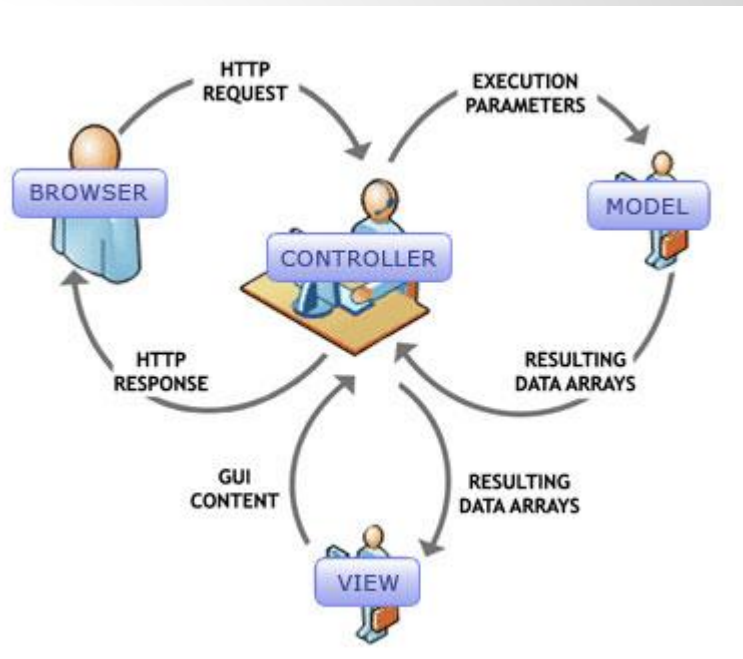 HTTP
REQUEST
EXECUTION
PARAMETERS
BROWSER
MODEL
CONTROLLER
HTTP
RESPONSE
RESULTING
DATA ARRAYS
GUI
CONTENT
RESULTING
DATA ARRAYS
VIEW